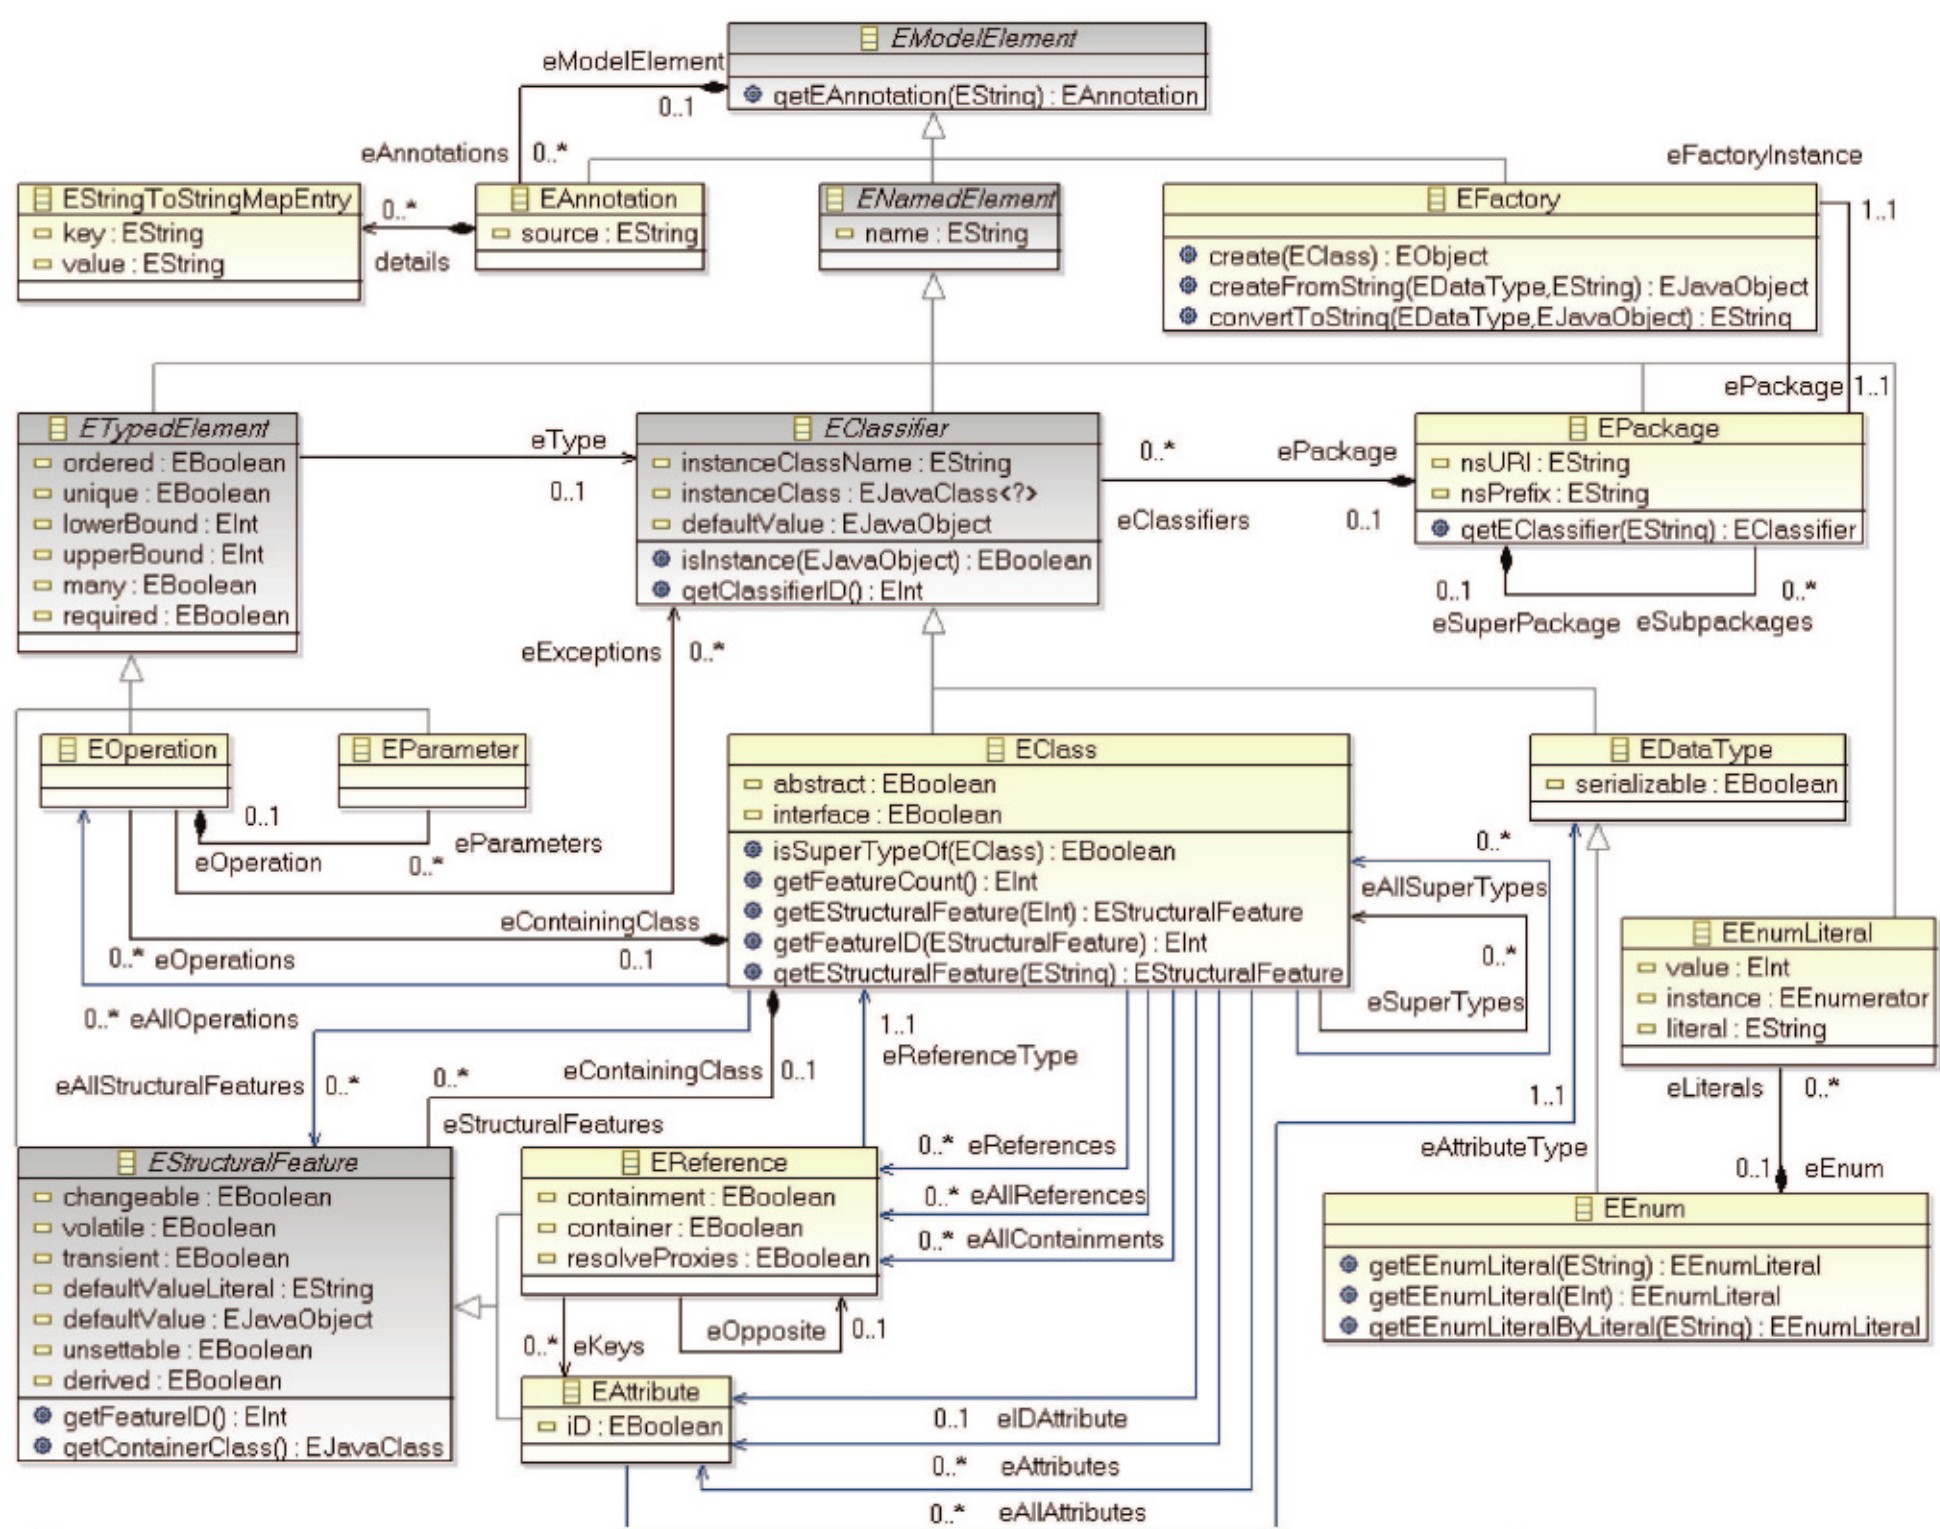 EModelElement
getEAnnotation(EString) : EAnnotation
eModelElement
0..1
eAnnotations
0..*
eFactoryInstance
1..1
EStringToStringMapEntry
key : EString
value : EString
0..*
details
EAnnotation
source : EString
ENamedElement
name : EString
EFactory
create(EClass) : EObject
createFromString(EDataType,EString) : EJavaObject
convertToString(EDataType,EJavaObject) : EString
ePackage 1..1
ETypedElement
ordered : EBoolean
unique : EBoolean
lowerBound : EInt
upperBound : EInt
many : EBoolean
required : EBoolean
eType
0..1
EClassifier
instanceClassName : EString
instanceClass : EJavaClass<?>
defaultValue : EJavaObject
isInstance(EJavaObject) : EBoolean
getClassifierID() : EInt
0..*
ePackage
eClassifiers
0..1
EPackage
nsURI : EString
nsPrefix : EString
getEClassifier(EString) : EClassifier
0..1
0..*
eSuperPackage
eSubpackages
eExceptions
0..*
EOperation
EParameter
0..1
eOperation
0..*
eParameters
EClass
abstract : EBoolean
interface : EBoolean
isSuperTypeOf(EClass) : EBoolean
getFeatureCount() : EInt
getEStructuralFeature(EInt) : EStructuralFeature
getFeatureID(EStructuralFeature) : EInt
getEStructuralFeature(EString) : EStructuralFeature
EDataType
serializable : EBoolean
0..*
eAllSuperTypes
0..*
eSuperTypes
eContainingClass
0..1
0..* eOperations
0..* eAllOperations
EEnumLiteral
value : EInt
instance : EEnumerator
literal : EString
eAllStructuralFeatures
0..*
0..*
eContainingClass
0..1
eStructuralFeatures
1..1
eReferenceType
1..1
eAttributeType
eLiterals
0..*
0..1
eEnum
EStructuralFeature
changeable : EBoolean
volatile : EBoolean
transient : EBoolean
defaultValueLiteral : EString
defaultValue : EJavaObject
unsettable : EBoolean
derived : EBoolean
getFeatureID() : EInt
getContainerClass() : EJavaClass
EReference
containment : EBoolean
container : EBoolean
resolveProxies : EBoolean
0..* eReferences
0..* eAllReferences
0..* eAllContainments
EEnum
getEEnumLiteral(EString) : EEnumLiteral
getEEnumLiteral(EInt) : EEnumLiteral
getEEnumLiteralByLiteral(EString) : EEnumLiteral
0..* eKeys
eOpposite
0..1
EAttribute
iD : EBoolean
0..1 eIDAttribute
0..* eAttributes
0..* eAllAttributes